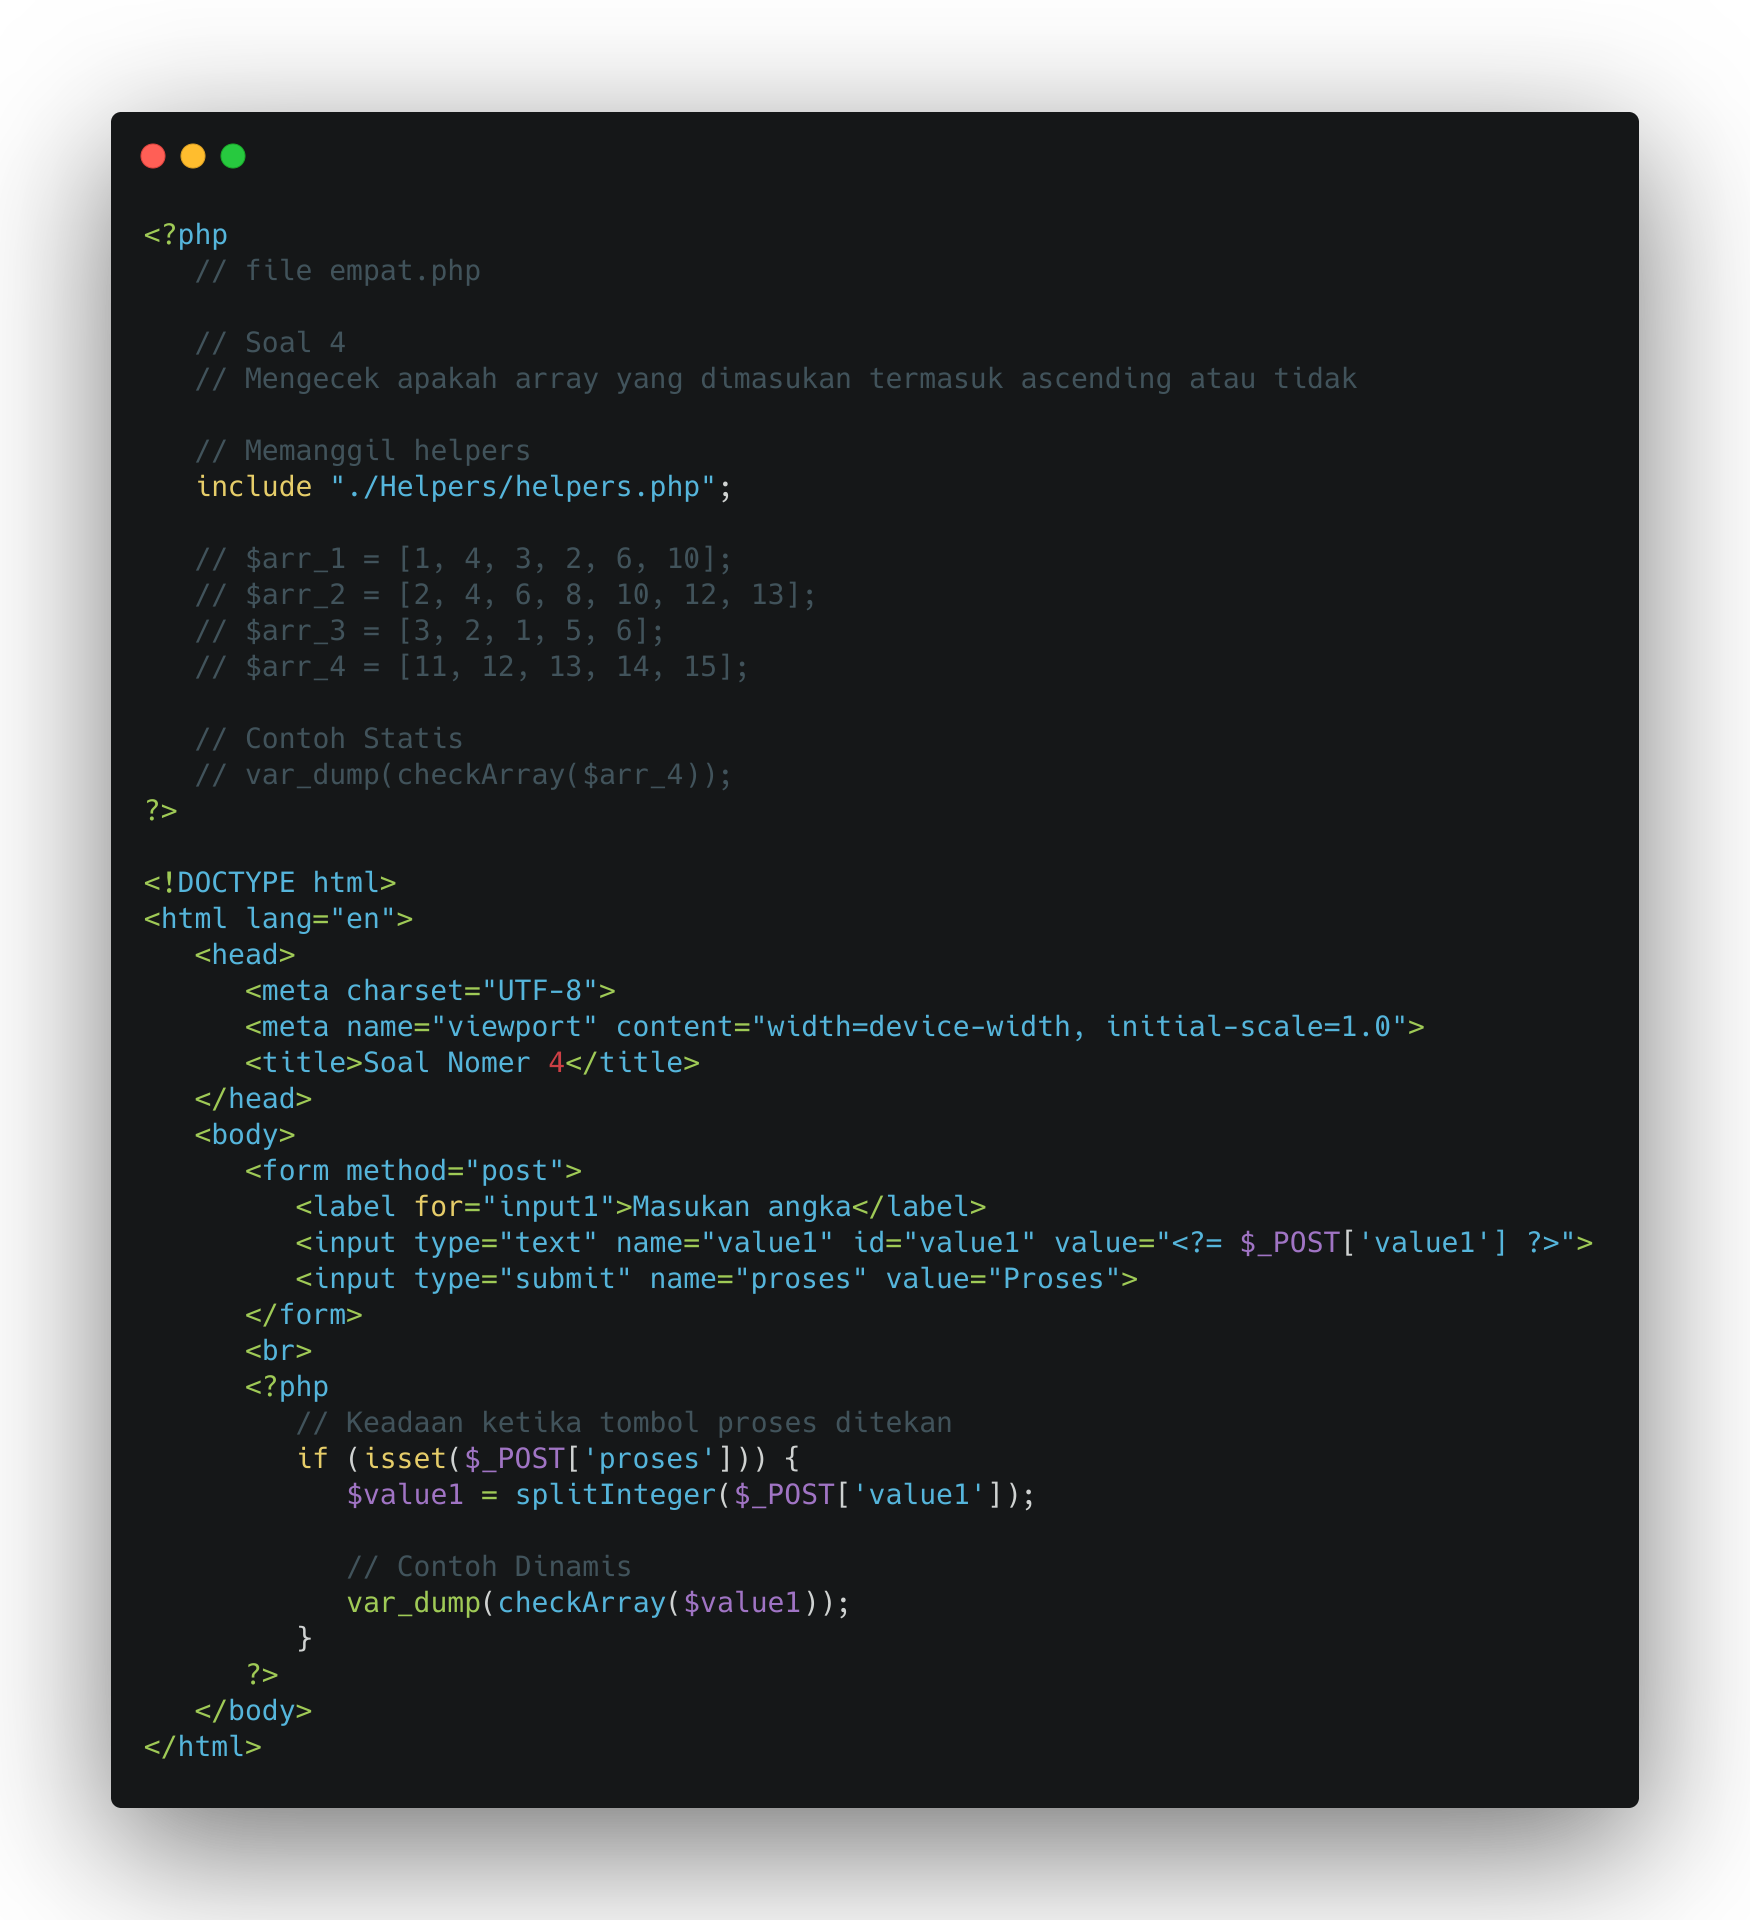 <?php
// file empat.php
// Soal 4
// Mengecek apakah array yang dimasukan termasuk ascending atau tidak
// Memanggil helpers
include "./Helpers/helpers.php";
// $arr_1 = [1, 4, 3, 2, 6, 10];
// $arr_2 = [2, 4, 6, 8, 10, 12, 13];
// $arr_3 = [3, 2, 1, 5, 6];
// $arr_4 = [11, 12, 13, 14, 15];
// Contoh Statis
// var_dump(checkArray($arr_4));
?>
<!DOCTYPE html>
<html lang="en">
<head>
<meta charset="UTF-8">
<meta name="viewport" content="width=device-width, initial-scale=1.0">
<title>Soal Nomer 4</title>
</head>
<body>
<form method="post">
<label for="input1">Masukan angka</label>
<input type="text" name="value1" id="value1" value="<?= $_POST['value1'] ?>">
<input type="submit" name="proses" value="Proses">
</form>
<br>
<?php
// Keadaan ketika tombol proses ditekan
if (isset($_POST['proses'])) {
$value1 = splitInteger($_POST['value1']);
// Contoh Dinamis
var_dump(checkArray($value1));
}
?>
</body>
</html>